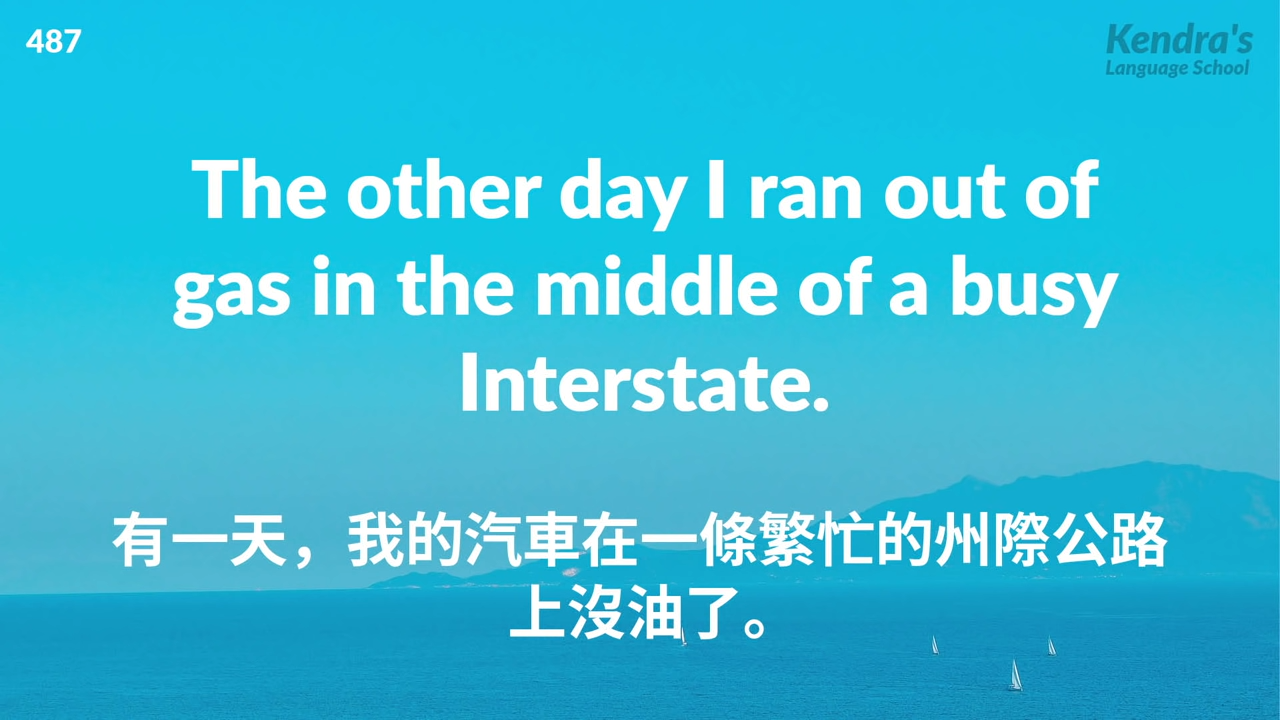 487
Kendra's
Language School
The other day I ran out of
gas in the middle of a busy
Interstate.
有一天，我的汽車在一條繁忙的州際公路
上沒油了。